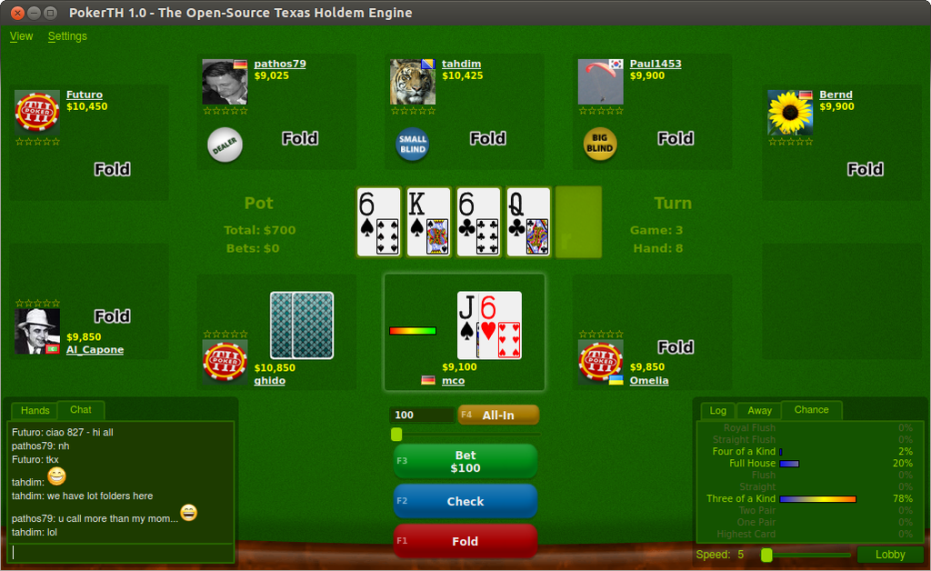 PokerTH 1.0 - The Open-Source Texas Holdem Engine
View Settings
Futuro
$10,450
Fold
pathos79
$9,025
DEALER
Fold
tahdim
$10,425
SMALL BLIND
Fold
Paul1453
$9,900
BIG BLIND
Fold
Bernd
$9,900
Fold
Pot
Total: $700
Bets: $0
6 K 6 Q
Turn
Game: 3
Hand: 8
Fold
$9,850
Al_Capone
$10,850
ghido
J 6
$9,100
mco
Fold
$9,850
Omelia
Hands Chat
Futuro: ciao 827 - hi all
pathos79: nh
Futuro: tkx
tahdim:
tahdim: we have lot folders here
pathos79: u call more than my mom...
tahdim: lol
100
F4 All-In
F3 Bet
$100
F2 Check
F1 Fold
Log Away Chance
Royal Flush 0%
Straight Flush 0%
Four of a Kind 2%
Full House 20%
Flush 0%
Straight 0%
Three of a Kind 78%
Two Pair 0%
One Pair 0%
Highest Card 0%
Speed: 5 Lobby